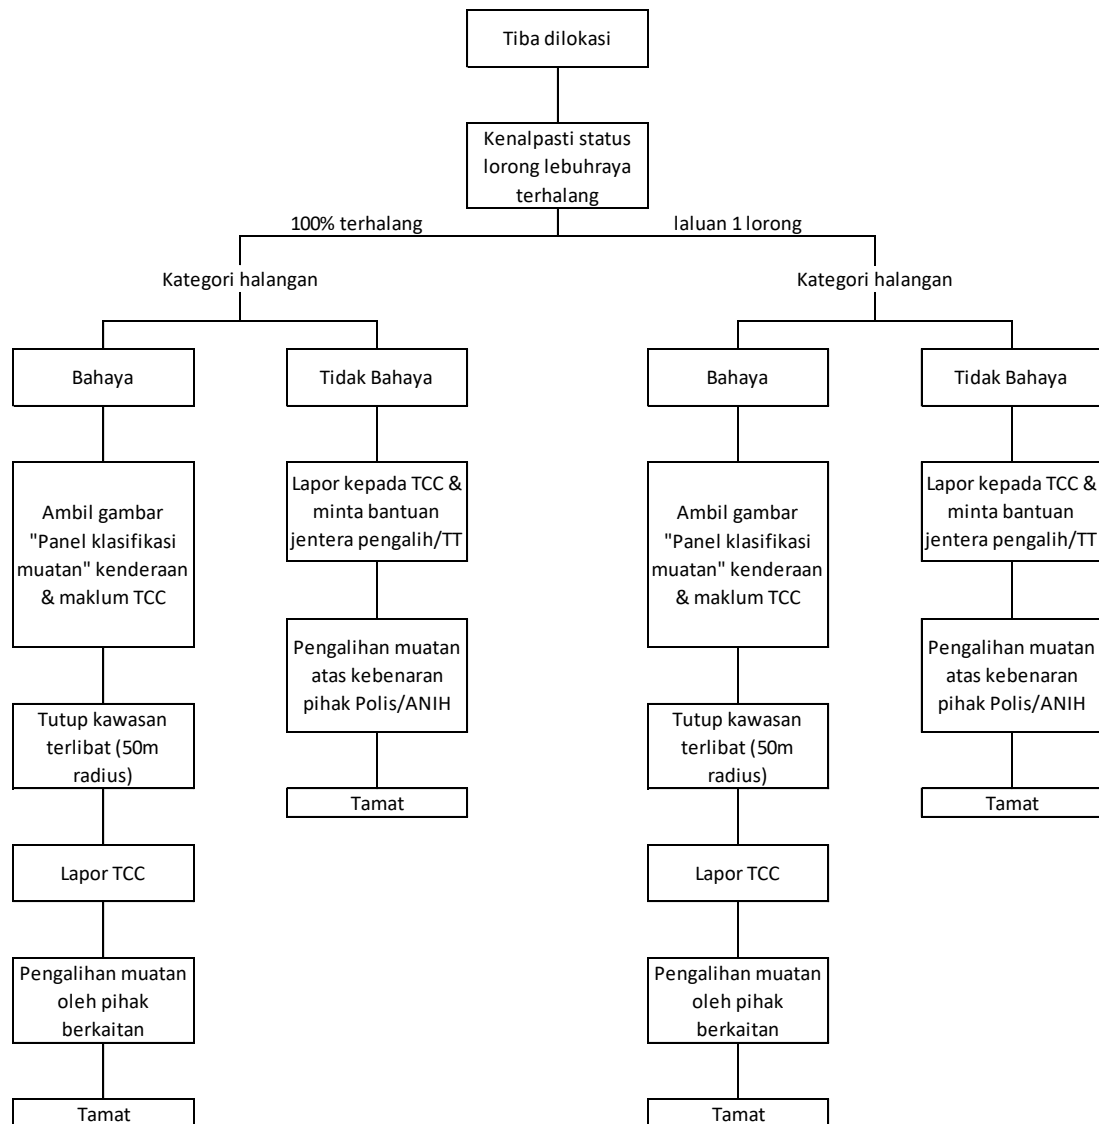 Tiba dilokasi
Kenalpasti status
lorong lebuhraya
terhalang
100% terhalang
laluan 1 lorong
Kategori halangan
Kategori halangan
Bahaya
Tidak Bahaya
Bahaya
Tidak Bahaya
Ambil gambar
"Panel klasifikasi
muatan" kenderaan
& maklum TCC
Lapor kepada TCC &
minta bantuan
jentera pengalih/TT
Ambil gambar
"Panel klasifikasi
muatan" kenderaan
& maklum TCC
Lapor kepada TCC &
minta bantuan
jentera pengalih/TT
Pengalihan muatan
atas kebenaran
pihak Polis/ANIH
Pengalihan muatan
atas kebenaran
pihak Polis/ANIH
Tutup kawasan
terlibat (50m
radius)
Tamat
Tutup kawasan
terlibat (50m
radius)
Tamat
Lapor TCC
Lapor TCC
Pengalihan muatan
oleh pihak
berkaitan
Pengalihan muatan
oleh pihak
berkaitan
Tamat
Tamat